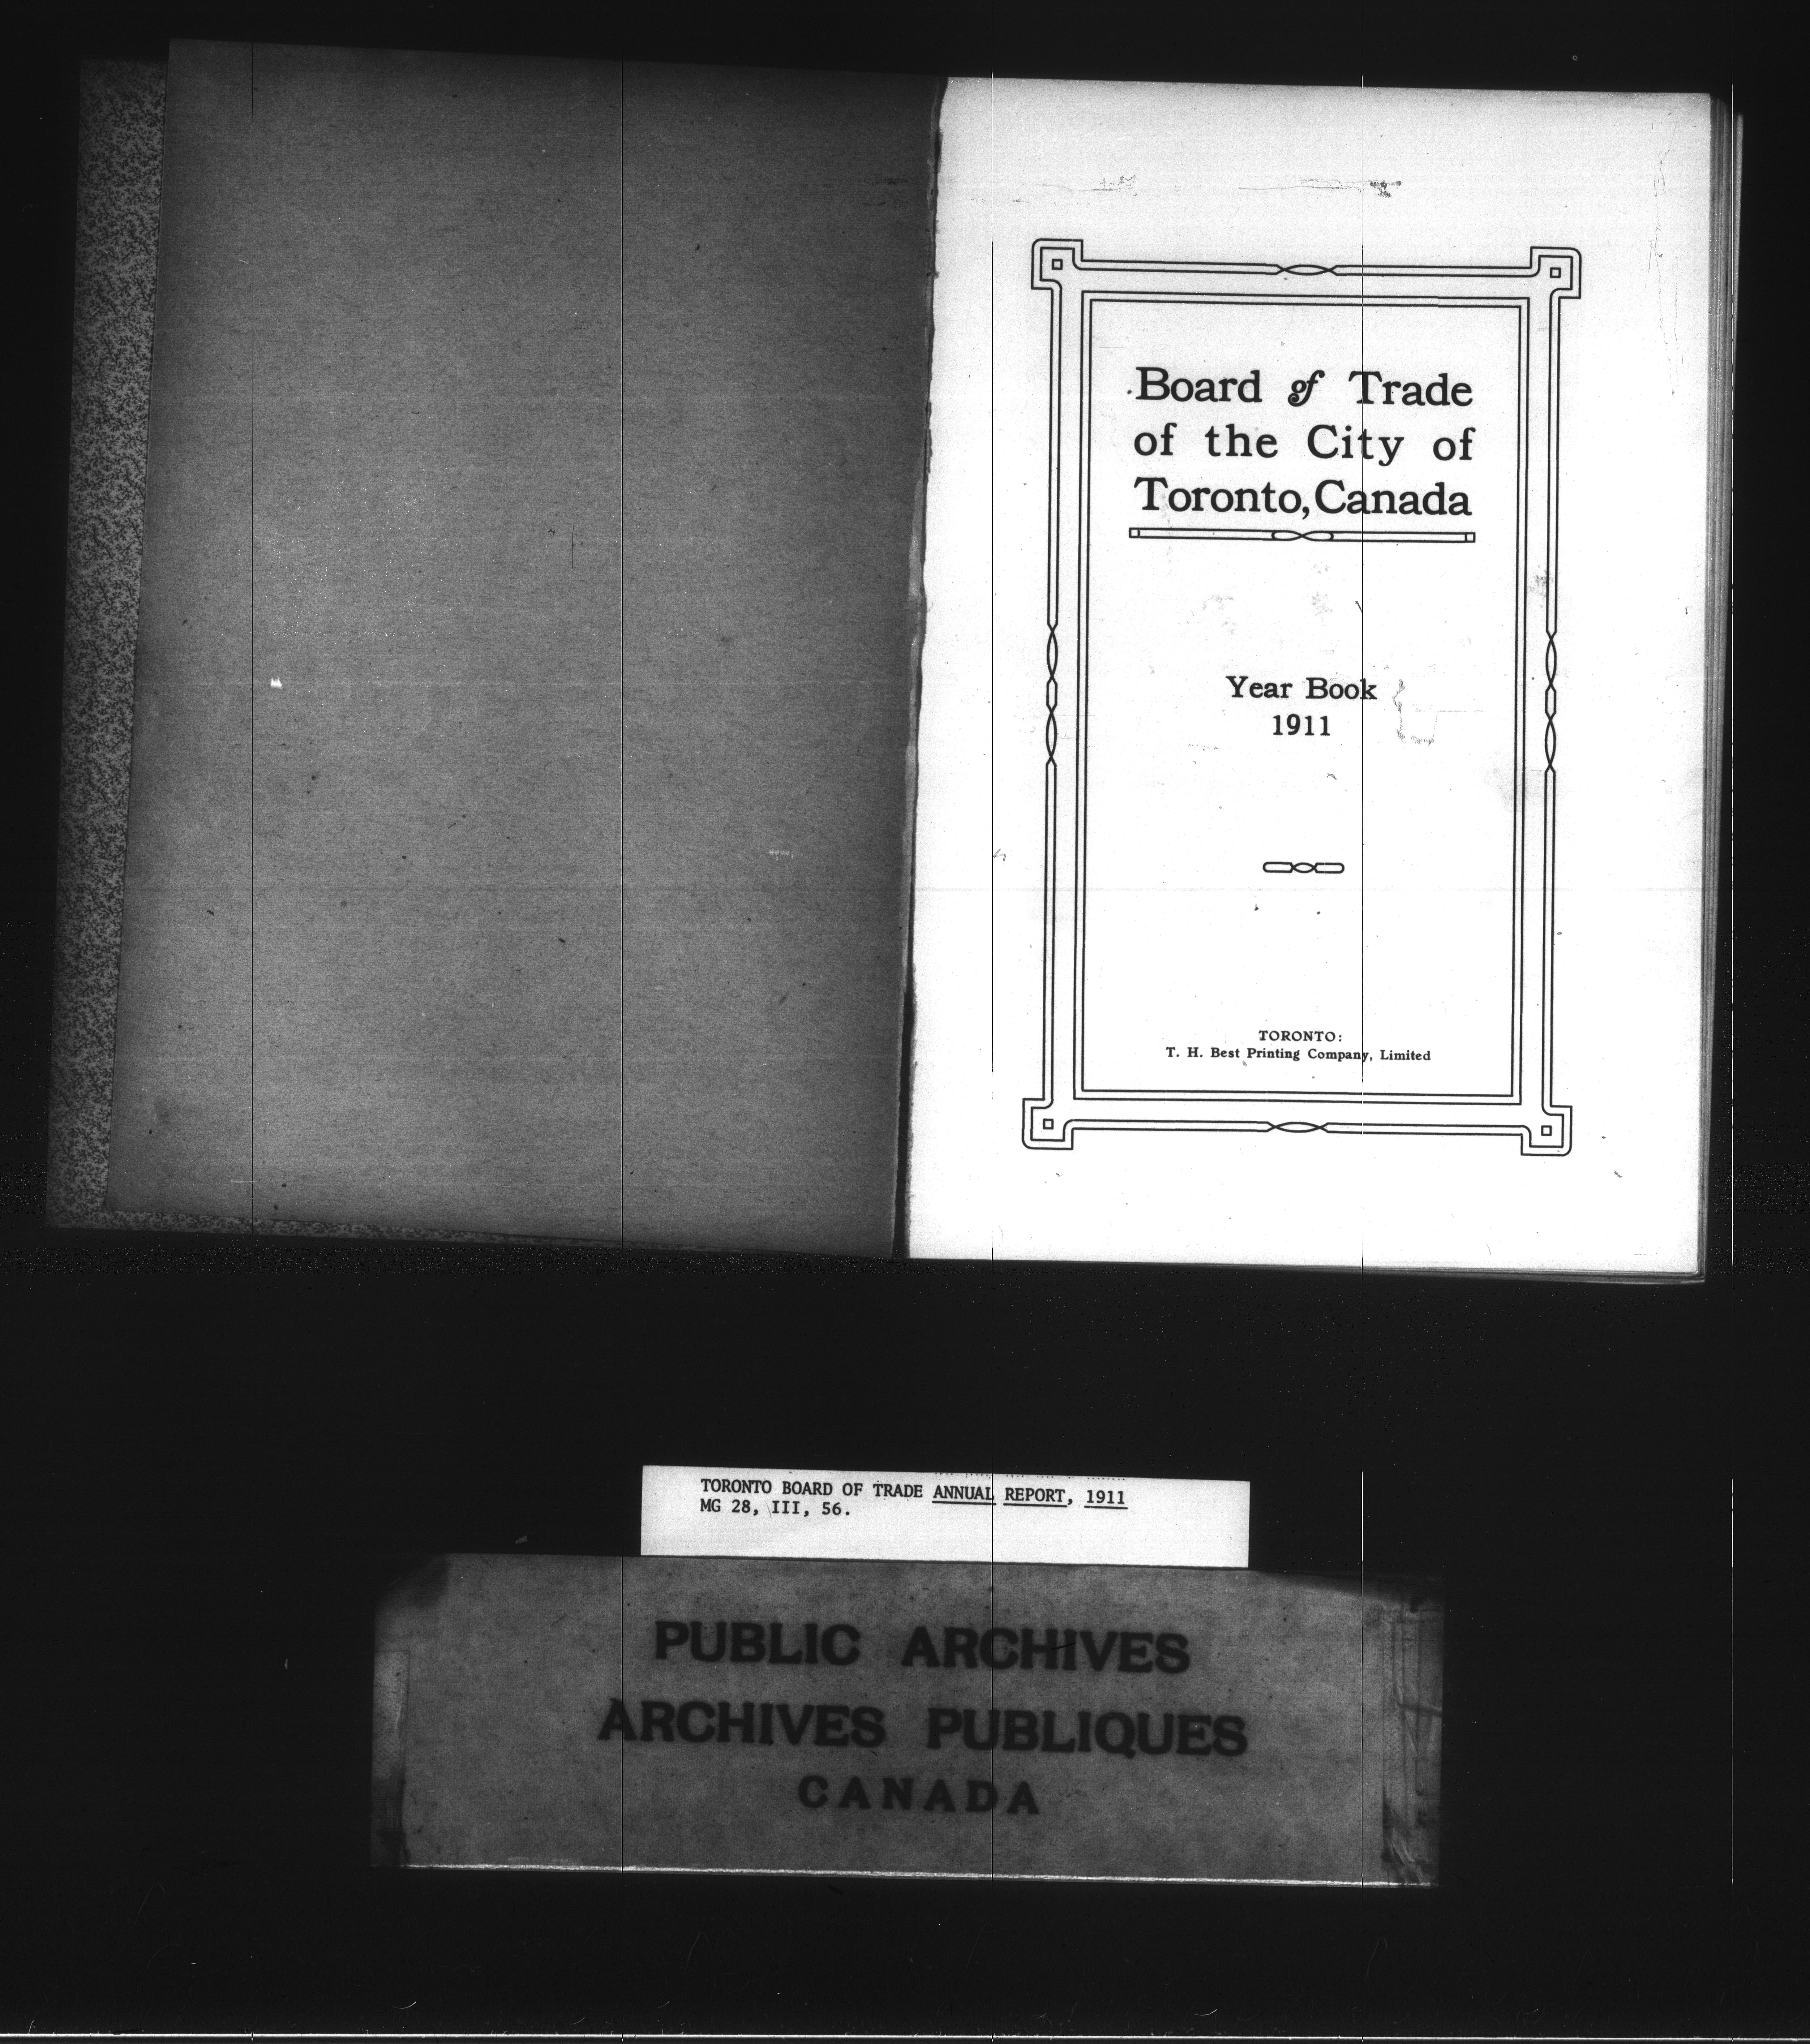 Board of Trade
of the City of
Toronto, Canada
Year Book
1911
TORONTO:
T. H. Best Printing Company, Limited
TORONTO BOARD OF TRADE ANNUAL REPORT, 1911
MG 28, III, 56.
PUBLIC ARCHIVES
ARCHIVES PUBLIQUES
CANADA